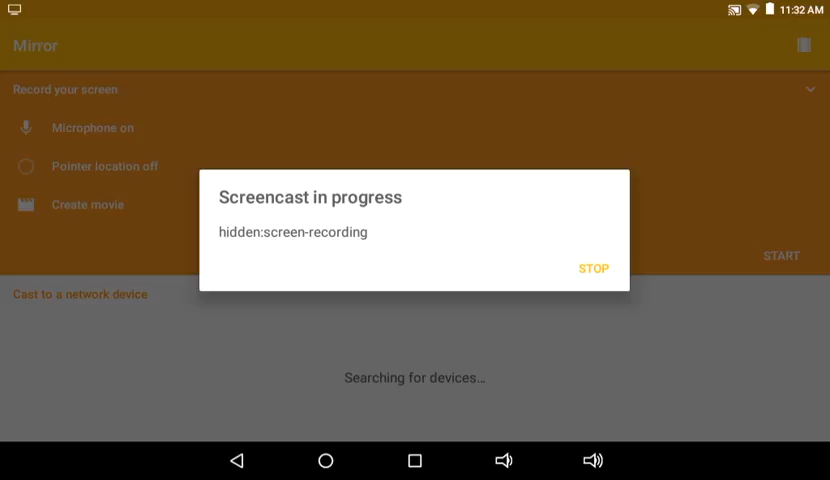 11:32 AM
Mirror
Record your screen
Microphone on
Pointer location off
Create movie
Screencast in progress
hidden:screen-recording
STOP
START
Cast to a network device
Searching for devices…